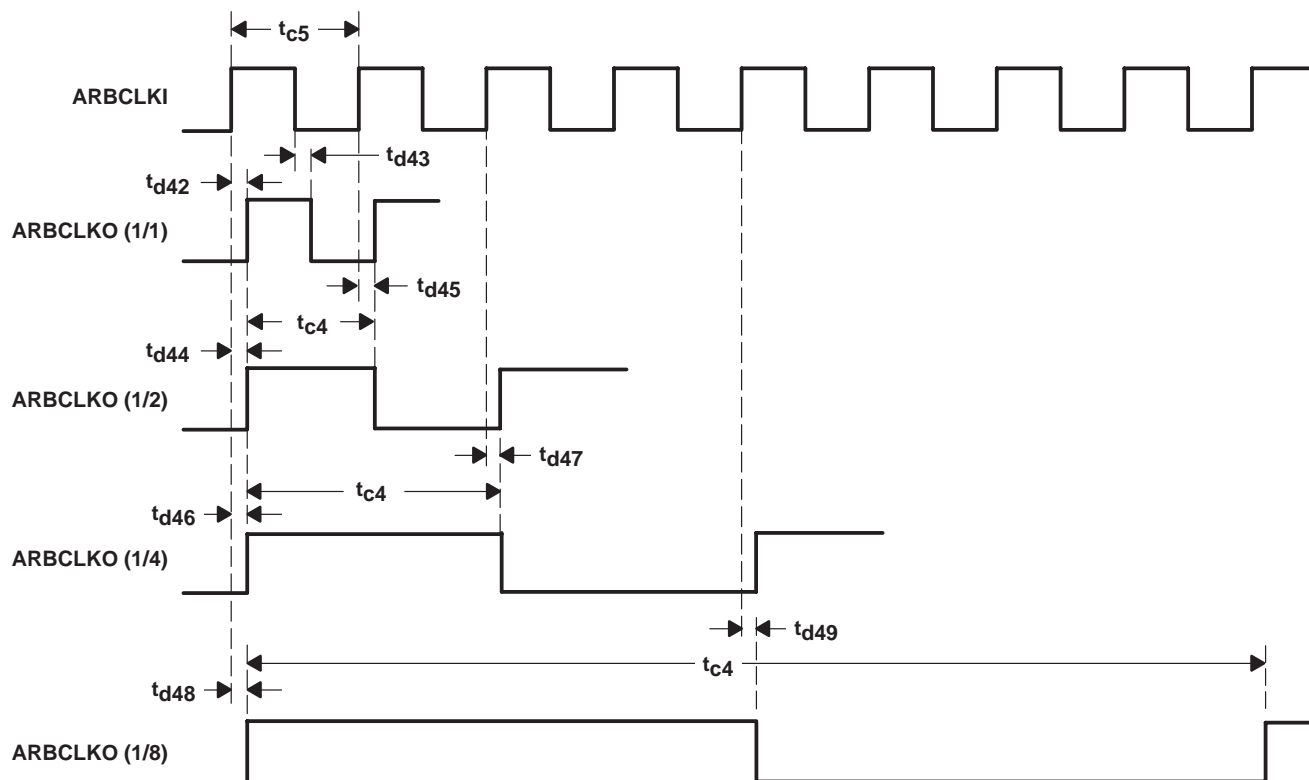 tc5
ARBCLKI
td43
td42
ARBCLKO (1/1)
td45
tc4
td44
ARBCLKO (1/2)
td47
tc4
td46
ARBCLKO (1/4)
td49
tc4
td48
ARBCLKO (1/8)